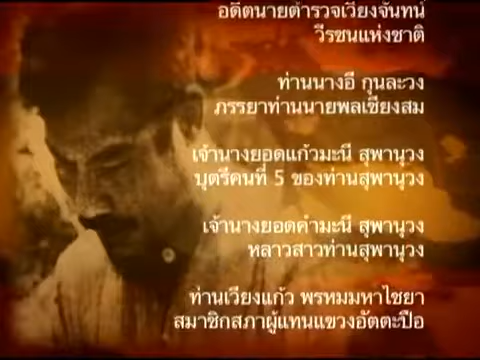 อดีตนายตำรวจเวียงจันทน์
วีรชนแห่งชาติ
ท่านนางอี กุนละวง
ภรรยาท่านนายพลเชียงสม
เจ้านางยอดแก้วมะนี สุพานุวง
บุตรีคนที่ 5 ของท่านสุพานุวง
เจ้านางยอดคำมะนี สุพานุวง
หลาวสาวท่านสุพานุวง
ท่านเวียงแก้ว พรหมมหาไชยา
สมาชิกสภาผู้แทนแขวงอัตตะปือ